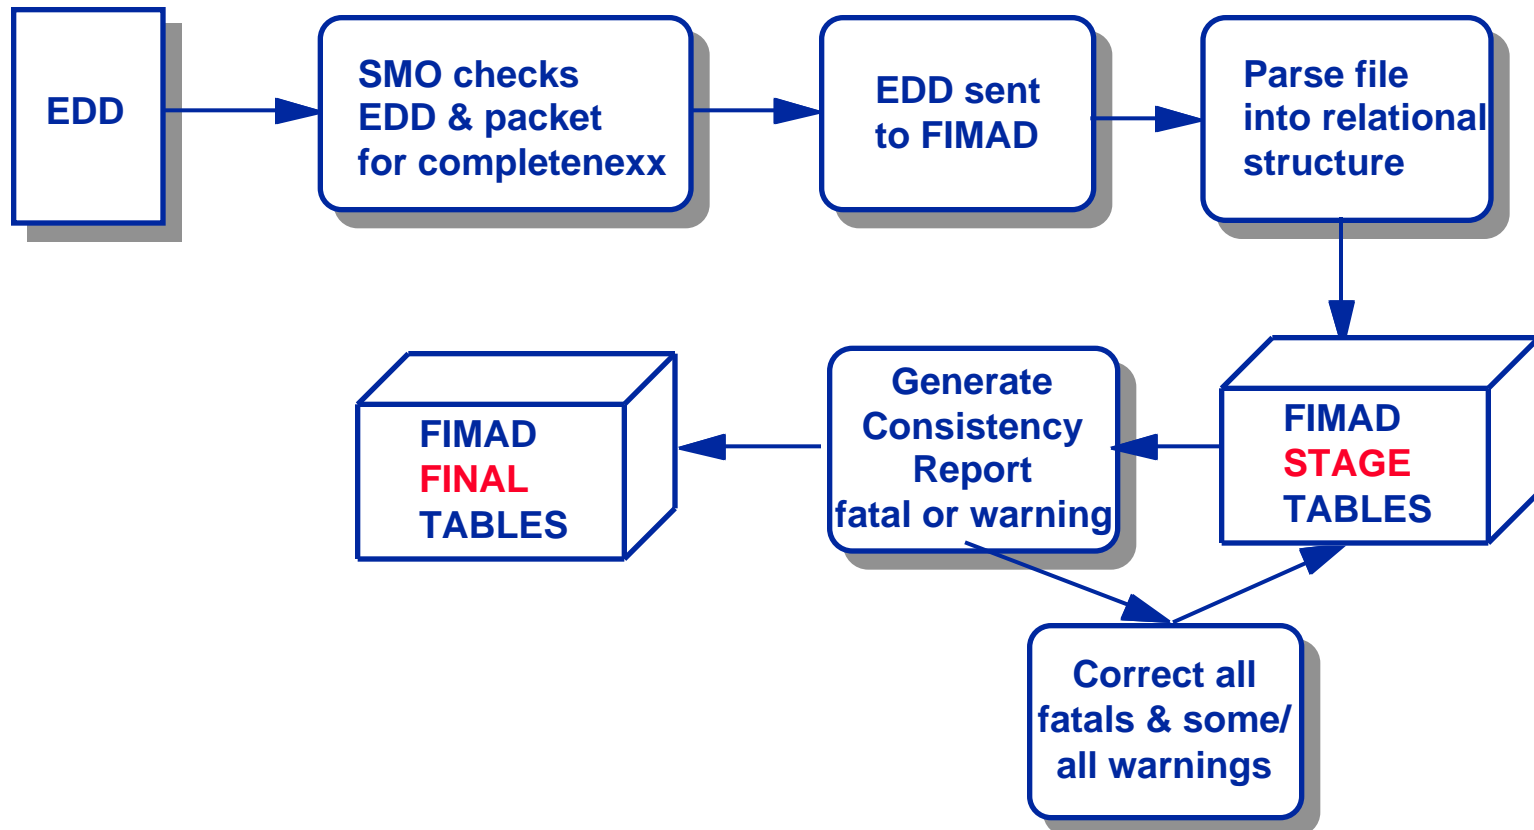 EDD
SMO checks
EDD & packet
for completenexx
EDD sent
to FIMAD
Parse file
into relational
structure
FIMAD
STAGE
TABLES
Generate
Consistency
Report
fatal or warning
FIMAD
FINAL
TABLES
Correct all
fatals & some/
all warnings